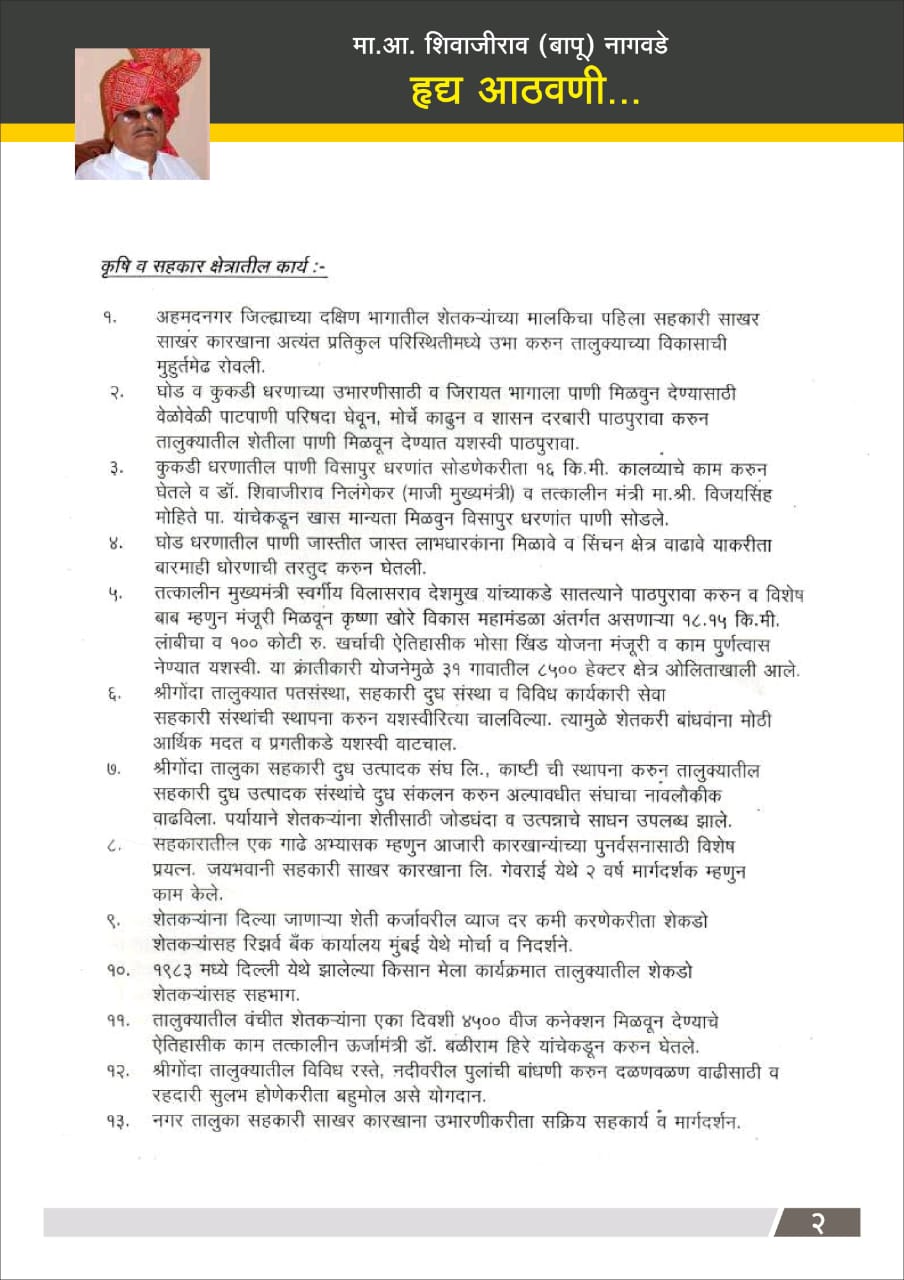 मा.आ. शिवाजीराव (बापू) नागवडे
हृद्य आठवणी...
कृषि व सहकार क्षेत्रातील कार्य :-
१. अहमदनगर जिल्ह्याच्या दक्षिण भागातील शेतकऱ्यांच्या मालकिचा पहिला सहकारी साखर
साखर कारखाना अत्यंत प्रतिकुल परिस्थितीमध्ये उभा करुन तालुक्याच्या विकासाची
मुहुर्तमेढ रोवली.
२. घोड व कुकडी धरणाच्या उभारणीसाठी व जिरायत भागाला पाणी मिळवुन देण्यासाठी
वेळोवेळी पाटपाणी परिषदा घेवून, मोर्चे काढुन व शासन दरबारी पाठपुरावा करुन
तालुक्यातील शेतीला पाणी मिळवून देण्यात यशस्वी पाठपुरावा.
३. कुकडी धरणातील पाणी विसापुर धरणांत सोडणेकरीता १६ कि.मी. कालव्याचे काम करुन
घेतले व डॉ. शिवाजीराव निलंगेकर (माजी मुख्यमंत्री) व तत्कालीन मंत्री मा.श्री. विजयसिंह
मोहिते पा. यांचेकडून खास मान्यता मिळवुन विसापुर धरणांत पाणी सोडले.
४. घोड धरणातील पाणी जास्तीत जास्त लाभधारकांना मिळावे व सिंचन क्षेत्र वाढावे याकरीता
बारमाही धोरणाची तरतुद करुन घेतली.
५. तत्कालीन मुख्यमंत्री स्वर्गीय विलासराव देशमुख यांच्याकडे सातत्याने पाठपुरावा करुन व विशेष
बाब म्हणुन मंजूरी मिळवून कृष्णा खोरे विकास महामंडळा अंतर्गत असणाऱ्या १८.१५ कि.मी.
लांबीचा व १०० कोटी रु. खर्चाची ऐतिहासीक भोसा खिंड योजना मंजूरी व काम पुर्णत्वास
नेण्यात यशस्वी. या क्रांतीकारी योजनेमुळे ३१ गावातील ८५०० हेक्टर क्षेत्र ओलिताखाली आले.
६. श्रीगोंदा तालुक्यात पतसंस्था, सहकारी दुध संस्था व विविध कार्यकारी सेवा
सहकारी संस्थांची स्थापना करुन यशस्वीरित्या चालविल्या. त्यामुळे शेतकरी बांधवांना मोठी
आर्थिक मदत व प्रगतीकडे यशस्वी वाटचाल.
७. श्रीगोंदा तालुका सहकारी दुध उत्पादक संघ लि., काष्टी ची स्थापना करुन तालुक्यातील
सहकारी दुध उत्पादक संस्थांचे दुध संकलन करुन अल्पावधीत संघाचा नावलौकीक
वाढविला. पर्यायाने शेतकऱ्यांना शेतीसाठी जोडधंदा व उत्पन्नाचे साधन उपलब्ध झाले.
८. सहकारातील एक गाढे अभ्यासक म्हणुन आजारी कारखान्यांच्या पुनर्वसनासाठी विशेष
प्रयत्न. जयभवानी सहकारी साखर कारखाना लि. गेवराई येथे २ वर्ष मार्गदर्शक म्हणुन
काम केले.
९. शेतकऱ्यांना दिल्या जाणाऱ्या शेती कर्जावरील व्याज दर कमी करणेकरीता शेकडो
शेतकऱ्यांसह रिझर्व बँक कार्यालय मुंबई येथे मोर्चा व निदर्शने.
१०. १९८३ मध्ये दिल्ली येथे झालेल्या किसान मेला कार्यक्रमात तालुक्यातील शेकडो
शेतकऱ्यांसह सहभाग.
११. तालुक्यातील वंचीत शेतकऱ्यांना एका दिवशी ४५०० वीज कनेक्शन मिळवून देण्याचे
ऐतिहासीक काम तत्कालीन ऊर्जामंत्री डॉ. बळीराम हिरे यांचेकडून करुन घेतले.
१२. श्रीगोंदा तालुक्यातील विविध रस्ते, नदीवरील पुलांची बांधणी करुन दळणवळण वाढीसाठी व
रहदारी सुलभ होणेकरीता बहुमोल असे योगदान.
१३. नगर तालुका सहकारी साखर कारखाना उभारणीकरीता सक्रिय सहकार्य व मार्गदर्शन.
२